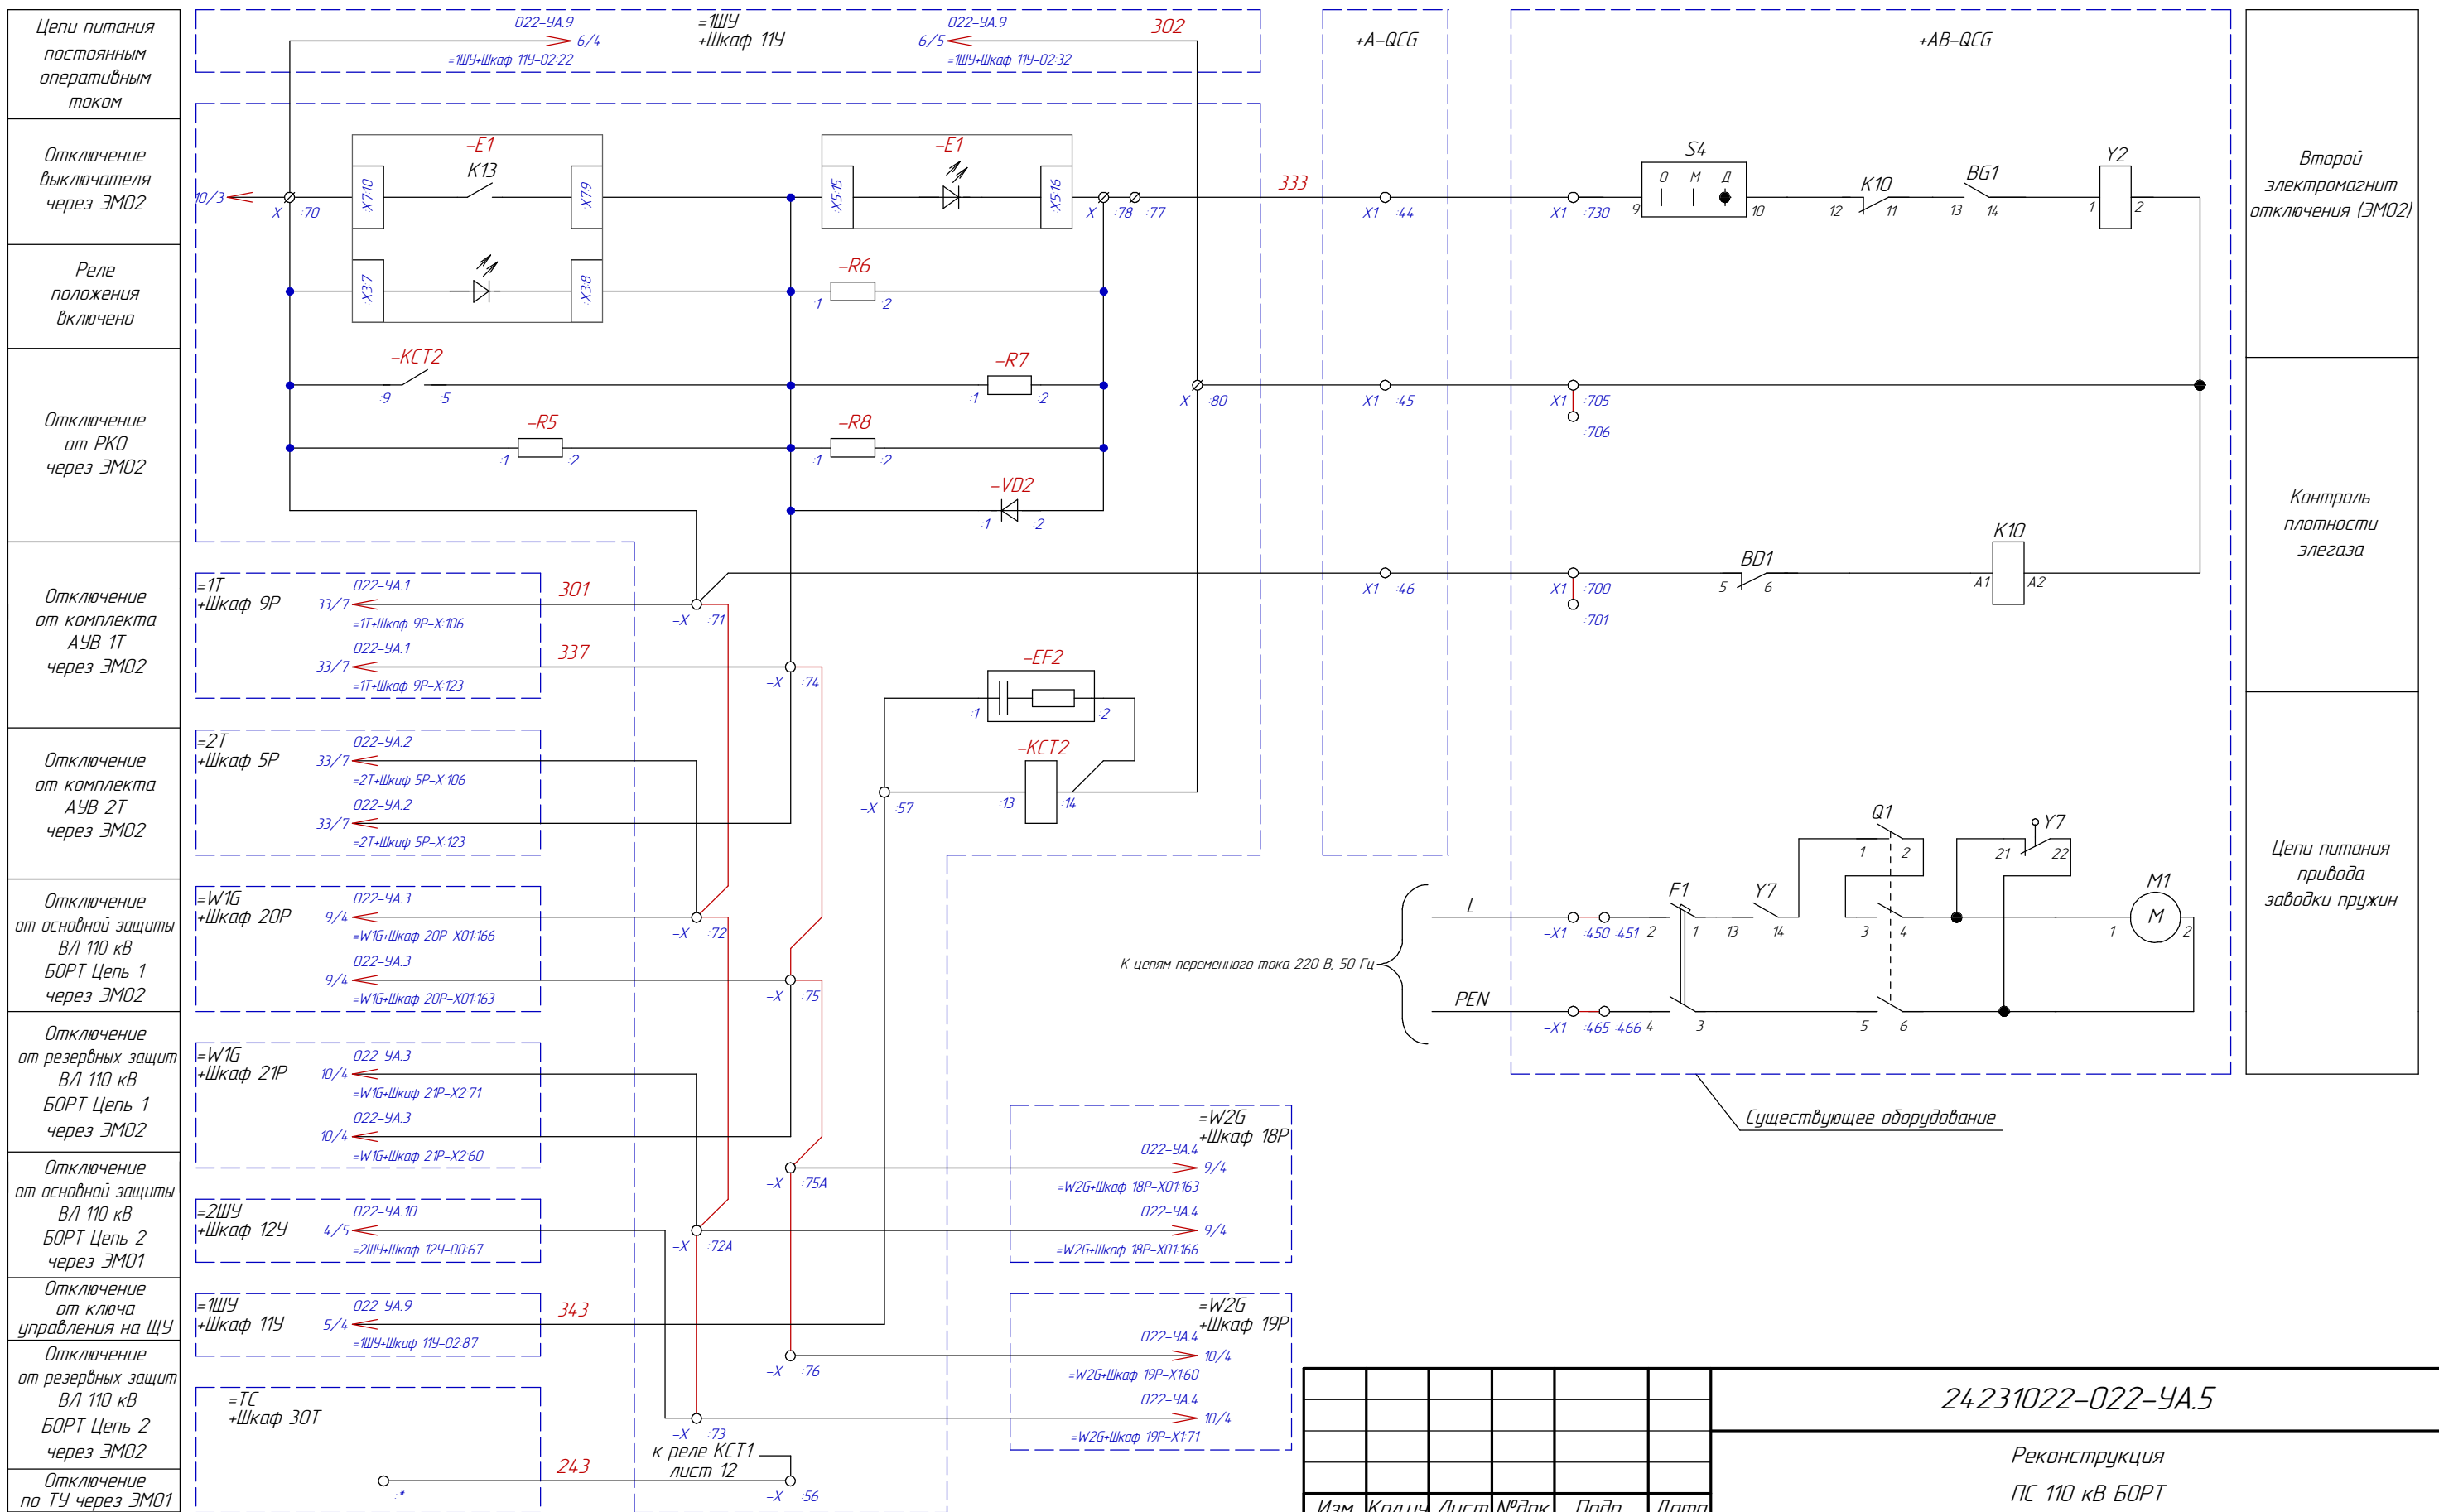 Цепи питания
постоянным
оперативным
током
Отключение
выключателя
через ЭМО2
Реле
положения
включено
Отключение
от РКО
через ЭМО2
Отключение
от комплекта
АУВ 1Т
через ЭМО2
Отключение
от комплекта
АУВ 2Т
через ЭМО2
Отключение
от основной защиты
ВЛ 110 кВ
БОРТ Цепь 1
через ЭМО2
Отключение
от резервных защит
ВЛ 110 кВ
БОРТ Цепь 1
через ЭМО2
Отключение
от основной защиты
ВЛ 110 кВ
БОРТ Цепь 2
через ЭМО1
Отключение
от ключа
управления на ЩУ
Отключение
от резервных защит
ВЛ 110 кВ
БОРТ Цепь 2
через ЭМО2
Отключение
по ТУ через ЭМО1
022-УА.9
6/4
=1ШУ+Шкаф 11У-02:22
=1ШУ
+Шкаф 11У
022-УА.9
6/5
=1ШУ+Шкаф 11У-02:32
302
+A-QCG
+AB-QCG
10/3
-X :70
-E1
:X7:10
K13
:X7:9
:X3:7
:X3:8
-E1
:X5:15
:X5:16
-X :78 :77
333
-X1 :44
-X1 :730
S4
О М Д
9 10
K10
12 11
BG1
13 14
Y2
1 2
-R6
:1 :2
-KCT2
:9 :5
-R7
:1 :2
-X :80
-X1 :45
-X1 :705
:706
-R5
:1 :2
-R8
:1 :2
-VD2
:1 :2
=1Т
+Шкаф 9Р
022-УА.1
33/7
=1Т+Шкаф 9Р-X:106
301
-X :71
022-УА.1
33/7
=1Т+Шкаф 9Р-X:123
337
-X :74
-X1 :46
-X1 :700
:701
BD1
5 6
K10
A1 A2
-EF2
:1 :2
-KCT2
:13 :14
-X :57
=2Т
+Шкаф 5Р
022-УА.2
33/7
=2Т+Шкаф 5Р-X:106
022-УА.2
33/7
=2Т+Шкаф 5Р-X:123
=W1G
+Шкаф 20Р
022-УА.3
9/4
=W1G+Шкаф 20Р-X01:166
-X :72
022-УА.3
9/4
=W1G+Шкаф 20Р-X01:163
-X :75
=W1G
+Шкаф 21Р
022-УА.3
10/4
=W1G+Шкаф 21Р-X2:71
022-УА.3
10/4
=W1G+Шкаф 21Р-X2:60
-X :75A
=2ШУ
+Шкаф 12У
022-УА.10
4/5
=2ШУ+Шкаф 12У-00:67
-X :72A
=1ШУ
+Шкаф 11У
022-УА.9
5/4
=1ШУ+Шкаф 11У-02:87
343
-X :76
=ТС
+Шкаф 30Т
:*
243
-X :73
к реле КСТ1
лист 12
-X :56
=W2G
+Шкаф 18Р
022-УА.4
9/4
=W2G+Шкаф 18Р-X01:163
022-УА.4
9/4
=W2G+Шкаф 18Р-X01:166
=W2G
+Шкаф 19Р
022-УА.4
10/4
=W2G+Шкаф 19Р-X1:60
022-УА.4
10/4
=W2G+Шкаф 19Р-X1:71
К цепям переменного тока 220 В, 50 Гц
L
-X1 :450 :451
F1
2 1
Y7
13 14
Q1
1 2
3 4
Y7
21 22
M1
M
1 2
PEN
-X1 :465 :466
4 3
5 6
Существующее оборудование
Второй
электромагнит
отключения (ЭМО2)
Контроль
плотности
элегаза
Цепи питания
привода
заводки пружин
24231022-022-УА.5
Реконструкция
ПС 110 кВ БОРТ
Изм. Кол.уч Лист №док. Подп. Дата